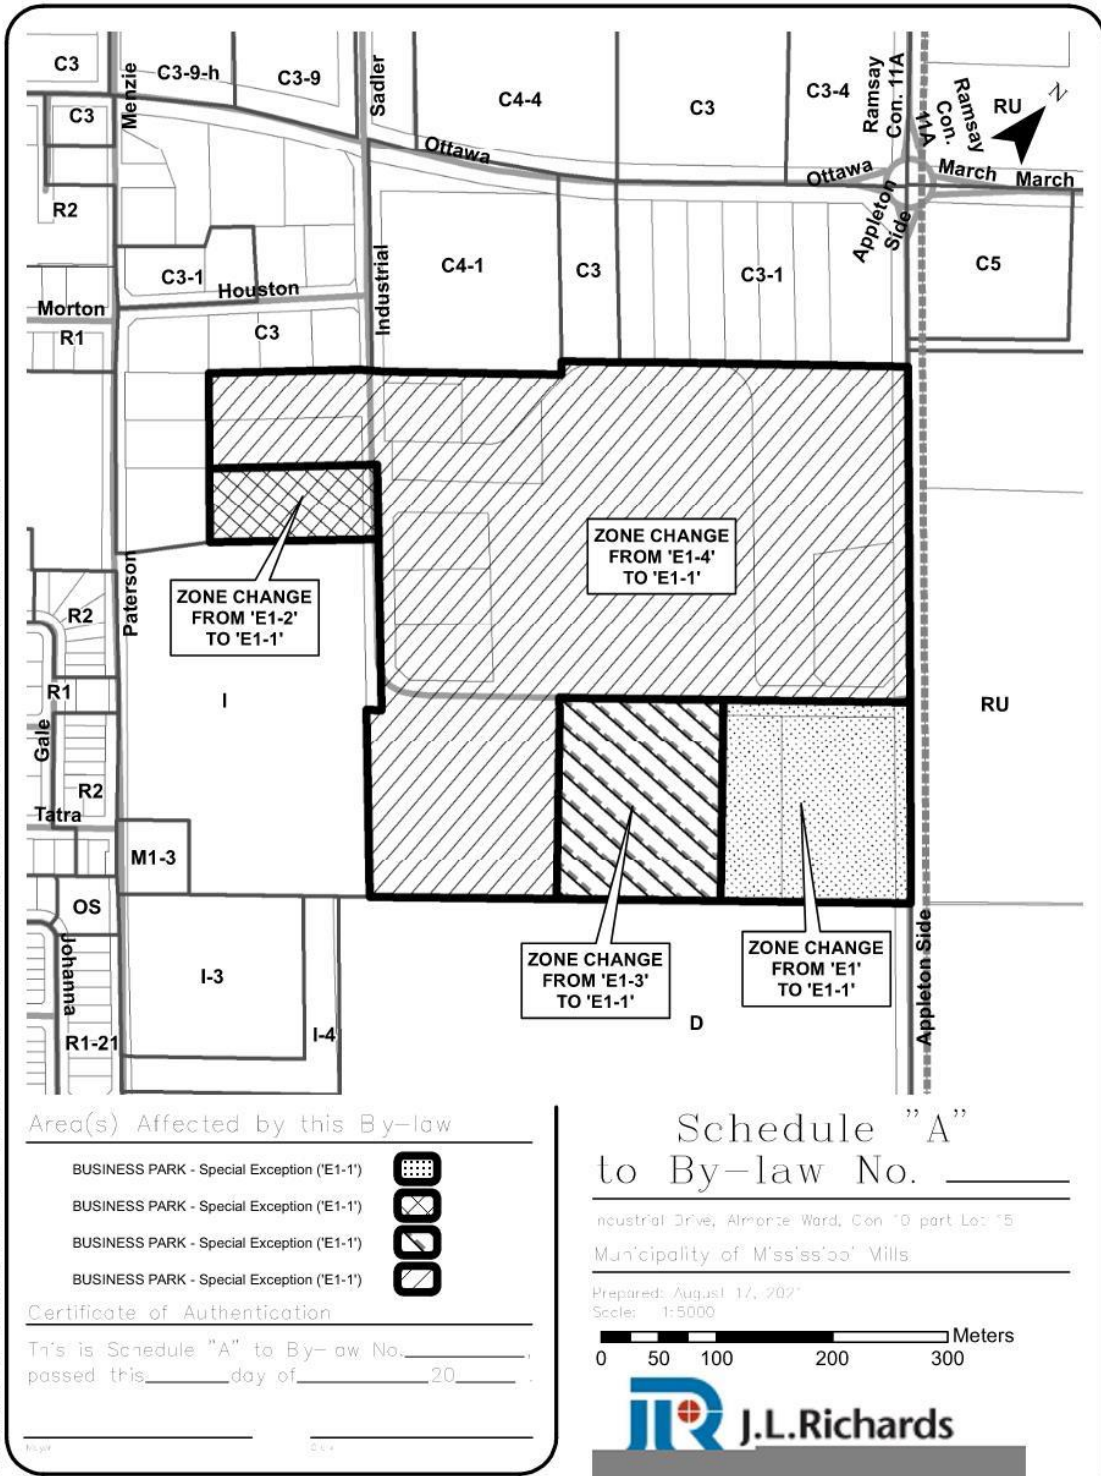 C3
Menzie
C3-9-h
C3-9
Sadler
C4-4
C3
C3-4
Ramsay
Con. 11A
Ramsay
Con.
11A
RU
N
C3
Ottawa
Ottawa
March
March
R2
Appleton
Side
C3-1
Houston
Industrial
C4-1
C3
C3-1
C5
Morton
R1
C3
ZONE CHANGE
FROM 'E1-4'
TO 'E1-1'
ZONE CHANGE
FROM 'E1-2'
TO 'E1-1'
Paterson
R2
R1
I
RU
Gale
R2
Tatra
M1-3
OS
Johanna
I-3
I-4
R1-21
ZONE CHANGE
FROM 'E1-3'
TO 'E1-1'
ZONE CHANGE
FROM 'E1'
TO 'E1-1'
D
Appleton Side
Area(s) Affected by this By-law
BUSINESS PARK - Special Exception ('E1-1')
BUSINESS PARK - Special Exception ('E1-1')
BUSINESS PARK - Special Exception ('E1-1')
BUSINESS PARK - Special Exception ('E1-1')
Certificate of Authentication
This is Schedule "A" to By-law No.____,
passed this____day of____20____.
Schedule "A"
to By-law No. ____
Industrial Drive, Almonte Ward, Con 10 part Lot 15
Municipality of Mississippi Mills
Prepared: August 17, 2021
Scale: 1:5000
Meters
0 50 100 200 300
J.L.Richards